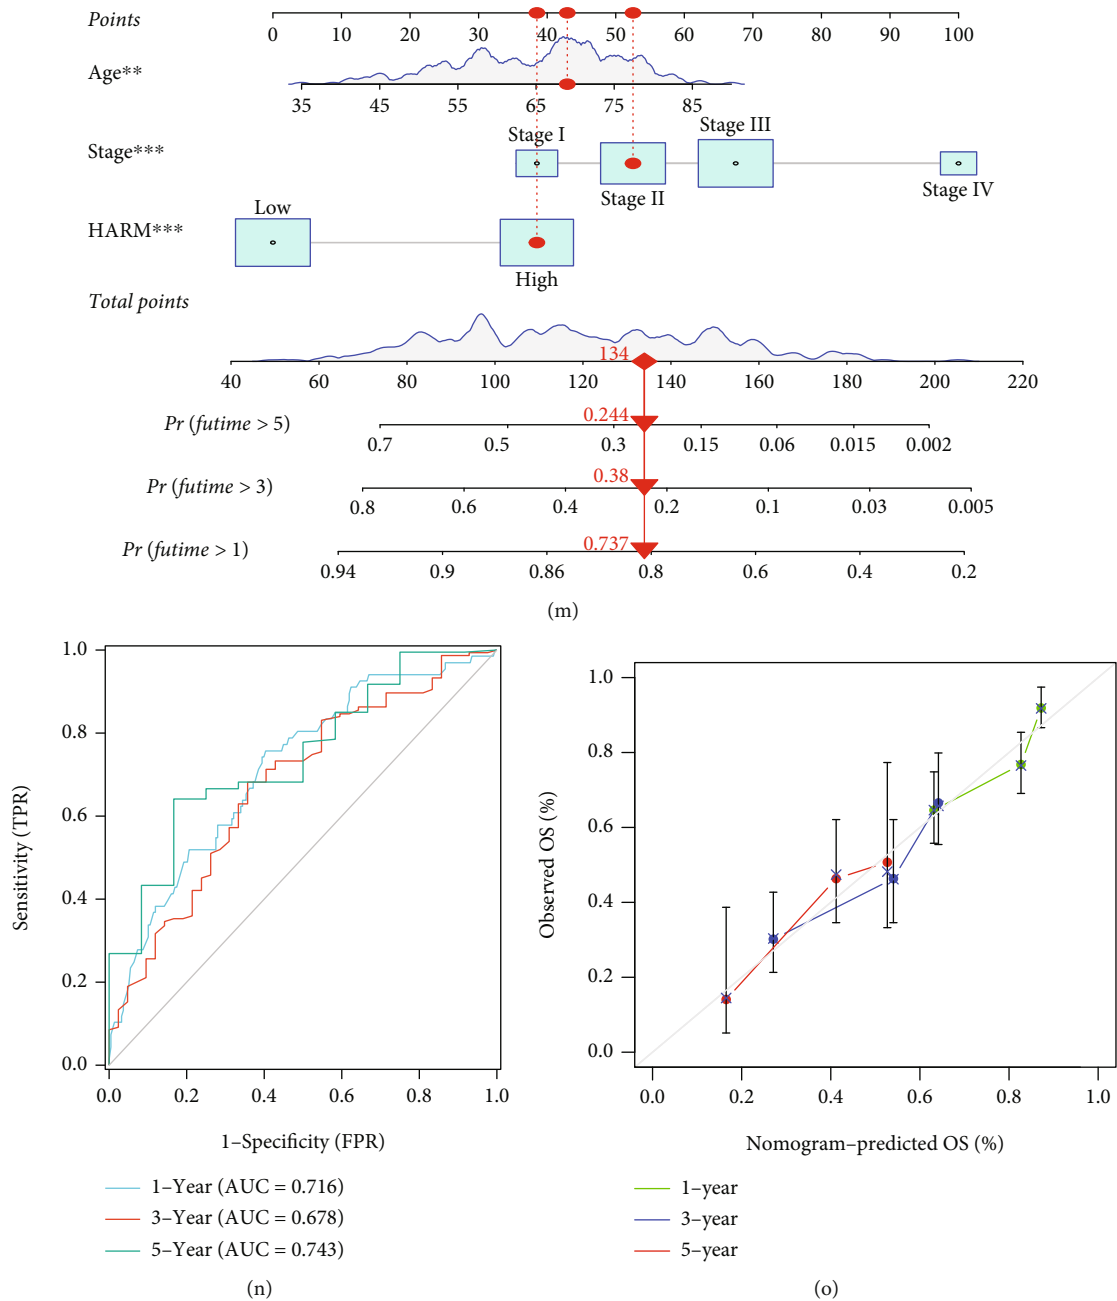 Points
0 10 20 30 40 50 60 70 80 90 100
Age**
35 45 55 65 75 85
Stage III
Stage I
Stage***
Stage II
Stage IV
Low
HARM***
High
Total points
134
40 60 80 100 120 140 160 180 200 220
0.244
Pr (futime > 5)
0.7 0.5 0.3 0.15 0.06 0.015 0.002
0.38
Pr (futime > 3)
0.8 0.6 0.4 0.2 0.1 0.03 0.005
0.737
Pr (futime > 1)
0.94 0.9 0.86 0.8 0.6 0.4 0.2
(m)
Sensitivity (TPR)
1.0
0.8
0.6
0.4
0.2
0.0
0.0 0.2 0.4 0.6 0.8 1.0
1–Specificity (FPR)
1–Year (AUC = 0.716)
3–Year (AUC = 0.678)
5–Year (AUC = 0.743)
(n)
Observed OS (%)
1.0
0.8
0.6
0.4
0.2
0.0
0.0 0.2 0.4 0.6 0.8 1.0
Nomogram–predicted OS (%)
1–year
3–year
5–year
(o)